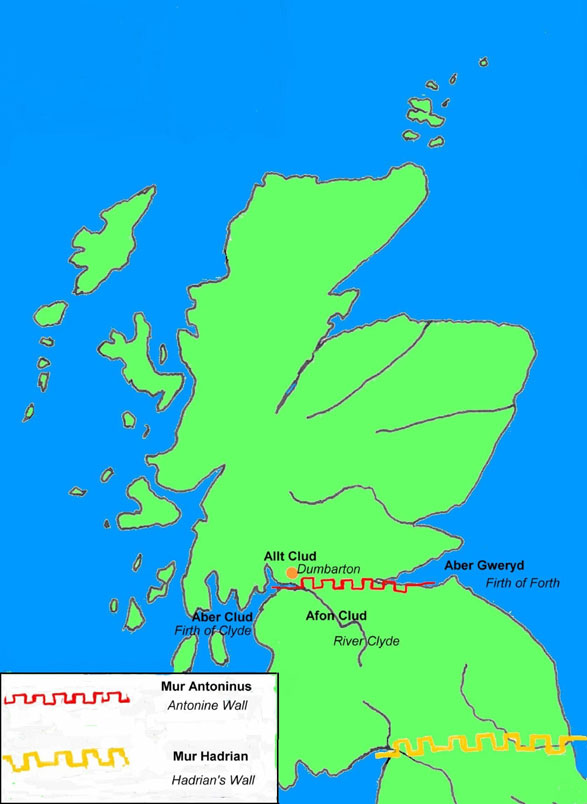 Allt Clud
Dumbarton
Aber Gweryd
Firth of Forth
Aber Clud
Firth of Clyde
Afon Clud
River Clyde
Mur Antoninus
Antonine Wall
Mur Hadrian
Hadrian's Wall